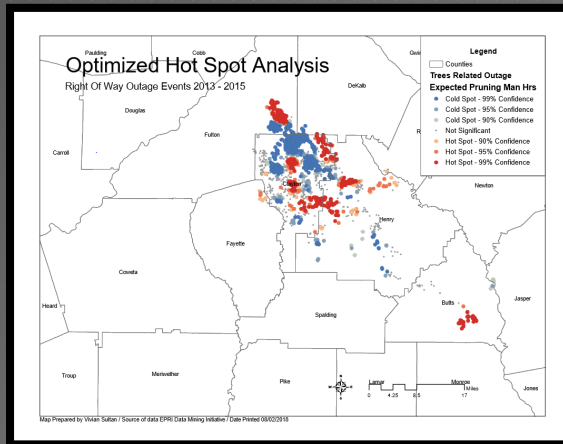 Paulding
Cobb
Optimized Hot Spot Analysis
Right Of Way Outage Events 2013 - 2015
Legend
Counties
Trees Related Outage
Expected Pruning Man Hrs
Cold Spot - 99% Confidence
Cold Spot - 95% Confidence
Cold Spot - 90% Confidence
Not Significant
Hot Spot - 90% Confidence
Hot Spot - 95% Confidence
Hot Spot - 99% Confidence
DeKalb
Douglas
Fulton
Carroll
Clayton
Newton
Henry
Fayette
Coweta
Heard
Butts
Jasper
Spalding
Troup
Meriwether
Pike
Lamar
Monroe
Jones
Miles
0 4.25 8.5 17
Map Prepared by Vivian Sultan / Source of data EPRI Data Mining Initiative / Date Printed 08/02/2018